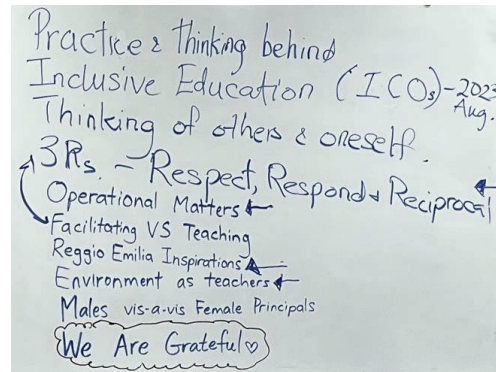 Practice & thinking behind
Inclusive Education (ICOs) - 2023
Aug.
Thinking of others & oneself.
3Rs. - Respect, Respond & Reciprocal
Operational Matters
Facilitating VS Teaching
Reggio Emilia Inspirations
Environment as teachers
Males vis-a-vis Female Principals
We Are Grateful